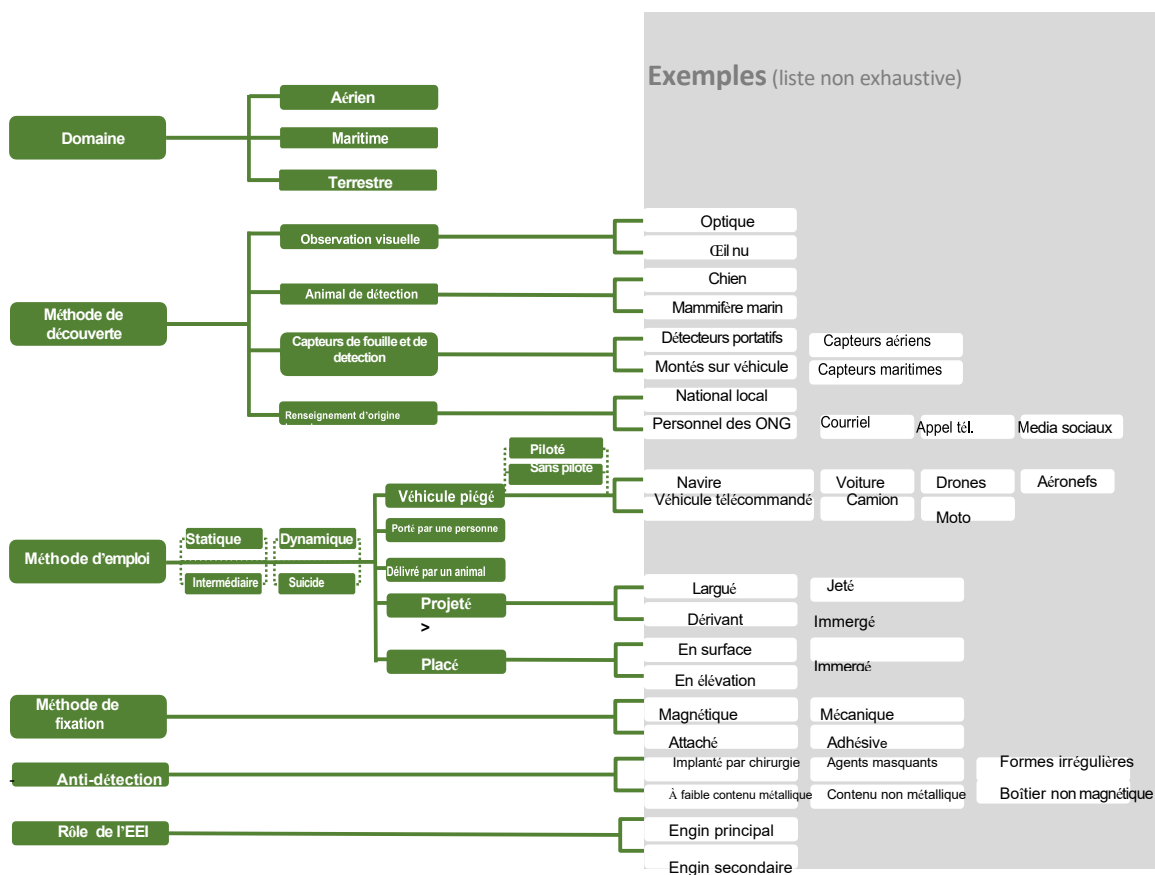 Exemples (liste non exhaustive)
Domaine
Aérien
Maritime
Terrestre
Méthode de
découverte
Observation visuelle
Optique
Œil nu
Animal de détection
Chien
Mammifère marin
Capteurs de fouille et de
detection
Détecteurs portatifs
Capteurs aériens
Montés sur véhicule
Capteurs maritimes
Renseignement d'origine
National local
Personnel des ONG
Courriel
Appel tél.
Media sociaux
Méthode d'emploi
Statique
Dynamique
Intermédiaire
Suicide
Véhicule piégé
Piloté
Sans pilote
Navire
Voiture
Drones
Aéronefs
Véhicule télécommandé
Camion
Moto
Porté par une personne
Délivré par un animal
Projeté
>
Largué
Jeté
Dérivant
Immergé
Placé
En surface
Immergé
En élévation
Méthode de
fixation
Magnétique
Mécanique
Attaché
Adhésive
- Anti-détection
Implanté par chirurgie
Agents masquants
Formes irrégulières
À faible contenu métallique
Contenu non métallique
Boîtier non magnétique
Rôle de l'EEI
Engin principal
Engin secondaire